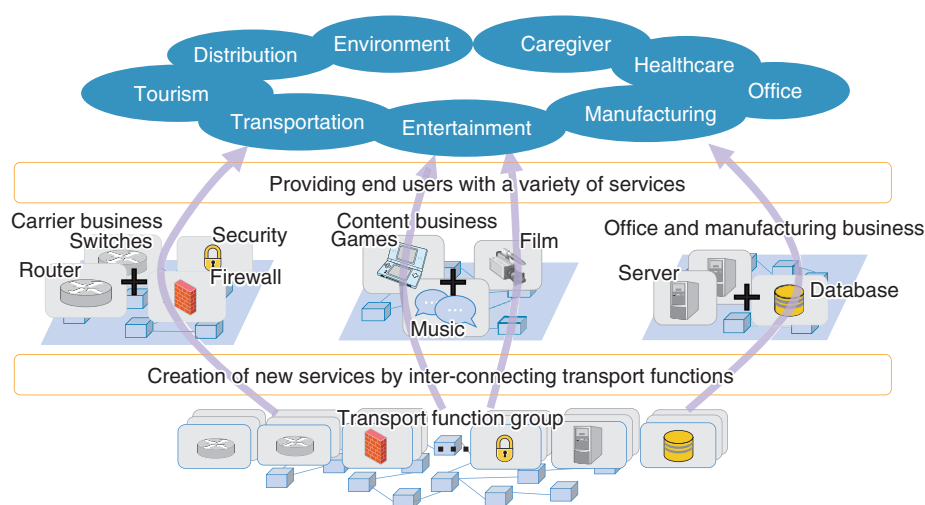 Environment
Caregiver
Distribution
Healthcare
Tourism
Office
Transportation
Entertainment
Manufacturing
Providing end users with a variety of services
Carrier business
Switches
Security
Router
Firewall
Content business
Games
Film
Music
Office and manufacturing business
Server
Database
Creation of new services by inter-connecting transport functions
Transport function group